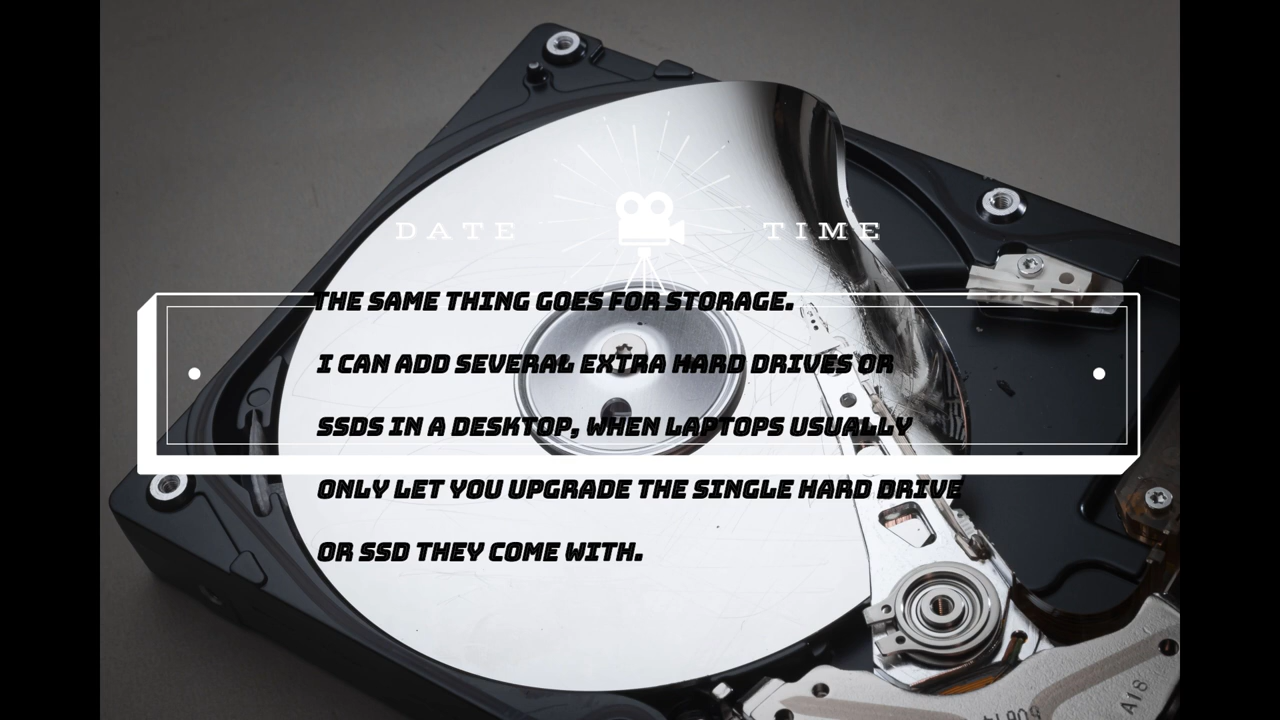 DATE TIME
THE SAME THING GOES FOR STORAGE.
I CAN ADD SEVERAL EXTRA HARD DRIVES OR
SSDS IN A DESKTOP, WHEN LAPTOPS USUALLY
ONLY LET YOU UPGRADE THE SINGLE HARD DRIVE
OR SSD THEY COME WITH.
A18